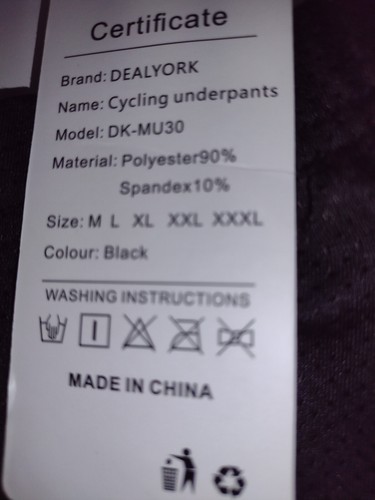 Certificate
Brand: DEALYORK
Name: Cycling underpants
Model: DK-MU30
Material: Polyester90%
Spandex10%
Size: M L XL XXL XXXL
Colour: Black
WASHING INSTRUCTIONS
MADE IN CHINA